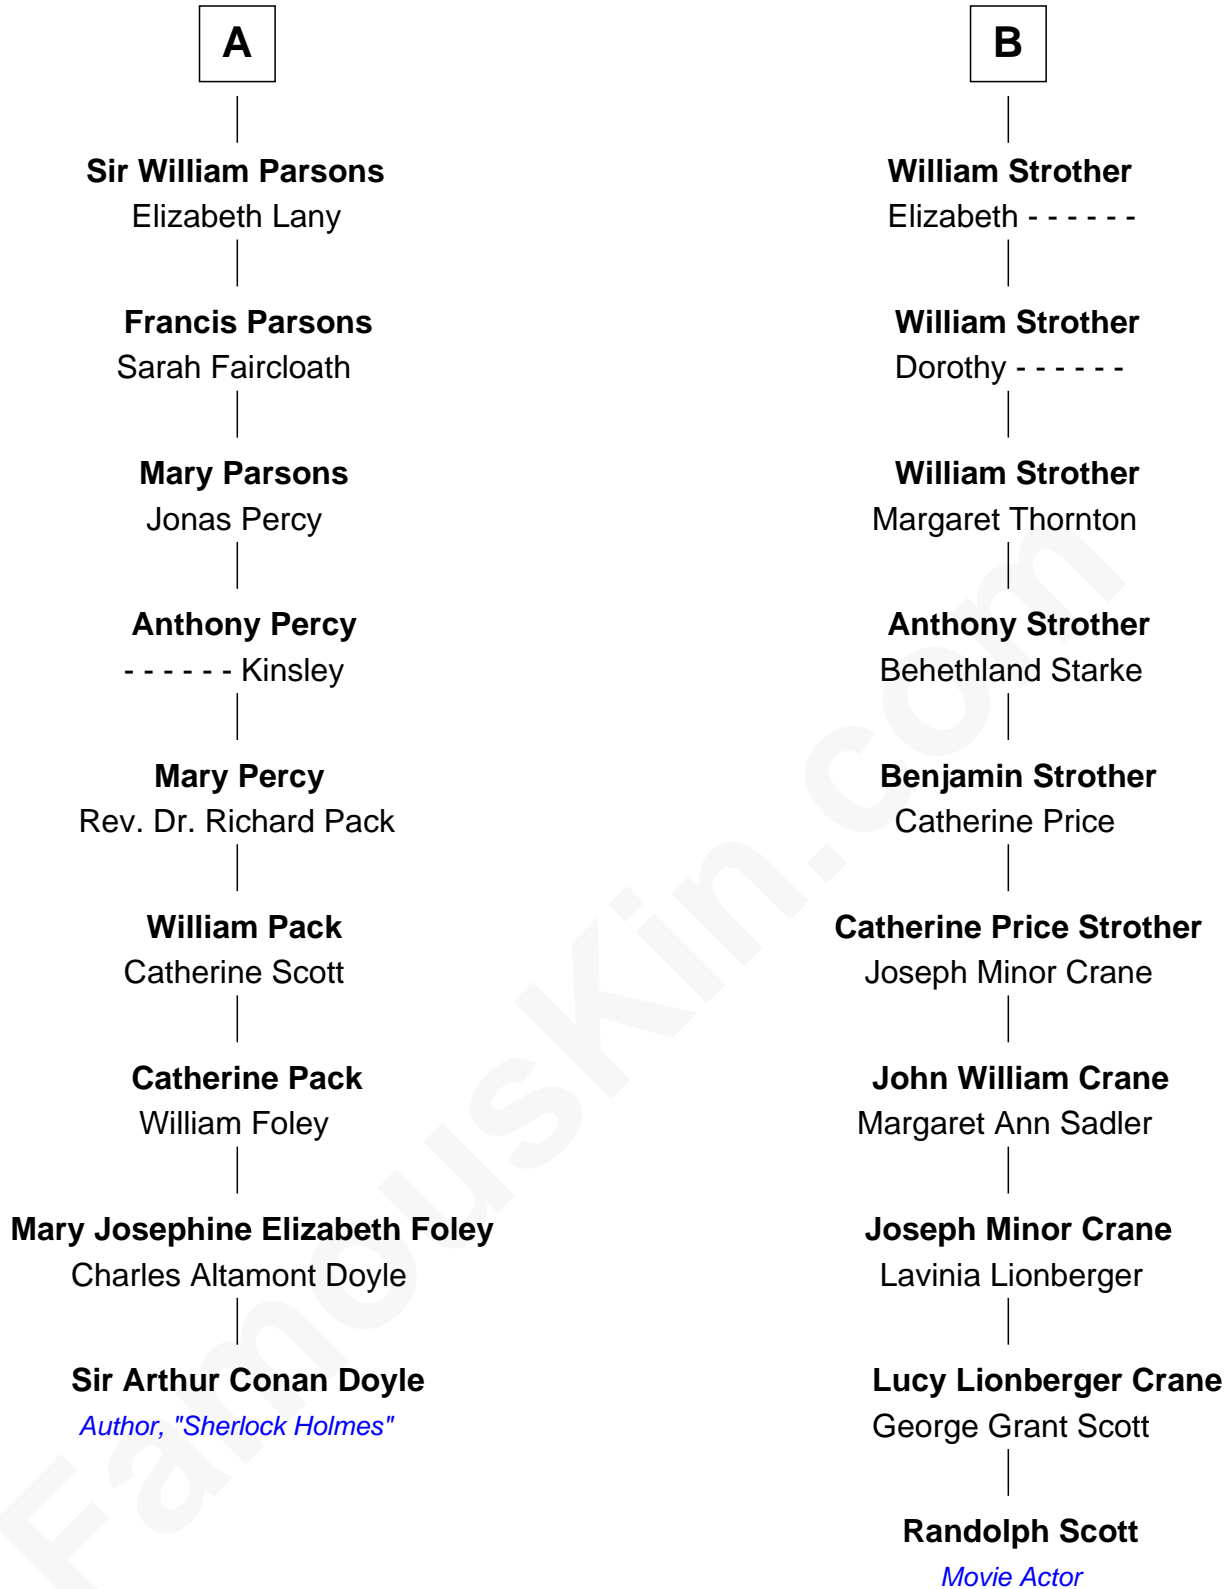 A
Sir William Parsons
Elizabeth Lany
Francis Parsons
Sarah Faircloath
Mary Parsons
Jonas Percy
Anthony Percy
- - - - - - Kinsley
Mary Percy
Rev. Dr. Richard Pack
William Pack
Catherine Scott
Catherine Pack
William Foley
Mary Josephine Elizabeth Foley
Charles Altamont Doyle
Sir Arthur Conan Doyle
Author, "Sherlock Holmes"
B
William Strother
Elizabeth - - - - - -
William Strother
Dorothy - - - - - -
William Strother
Margaret Thornton
Anthony Strother
Behethland Starke
Benjamin Strother
Catherine Price
Catherine Price Strother
Joseph Minor Crane
John William Crane
Margaret Ann Sadler
Joseph Minor Crane
Lavinia Lionberger
Lucy Lionberger Crane
George Grant Scott
Randolph Scott
Movie Actor
FamousKin.com